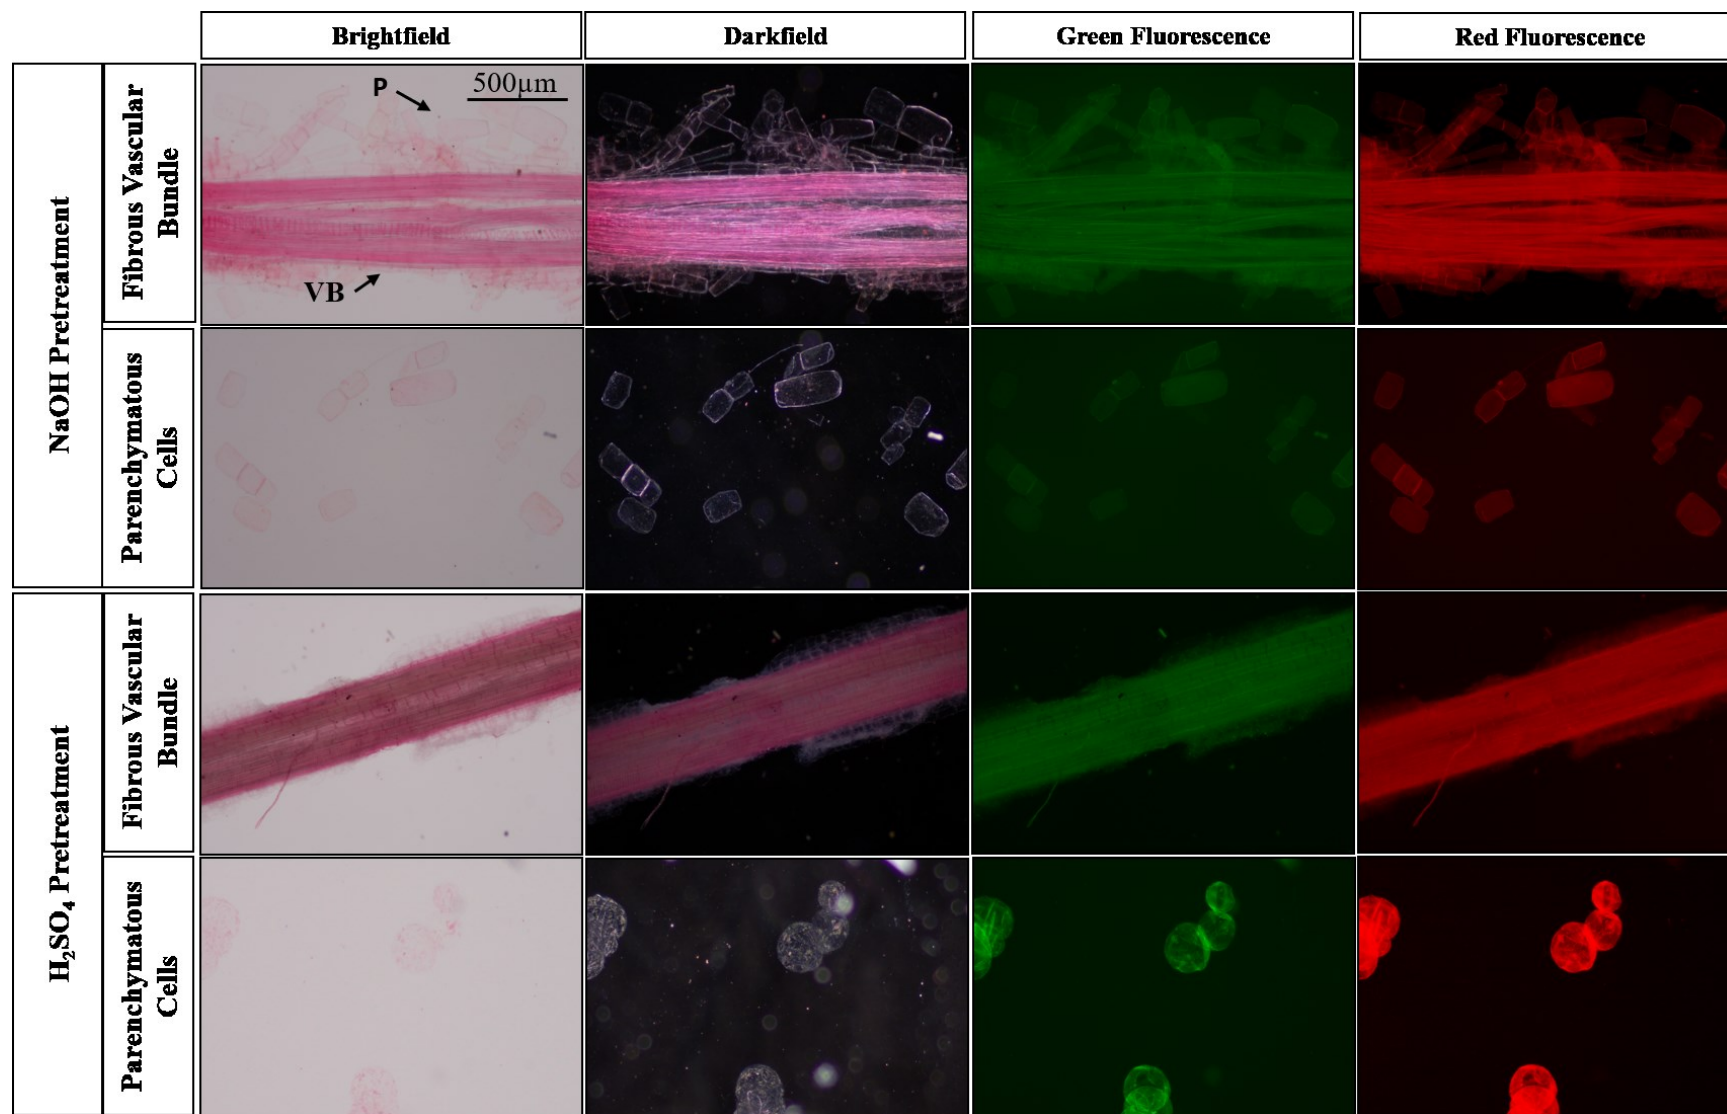 Brightfield
Darkfield
Green Fluorescence
Red Fluorescence
NaOH Pretreatment
Fibrous Vascular
Bundle
P
500µm
VB
Parenchymatous
Cells
H₂SO₄ Pretreatment
Fibrous Vascular
Bundle
Parenchymatous
Cells